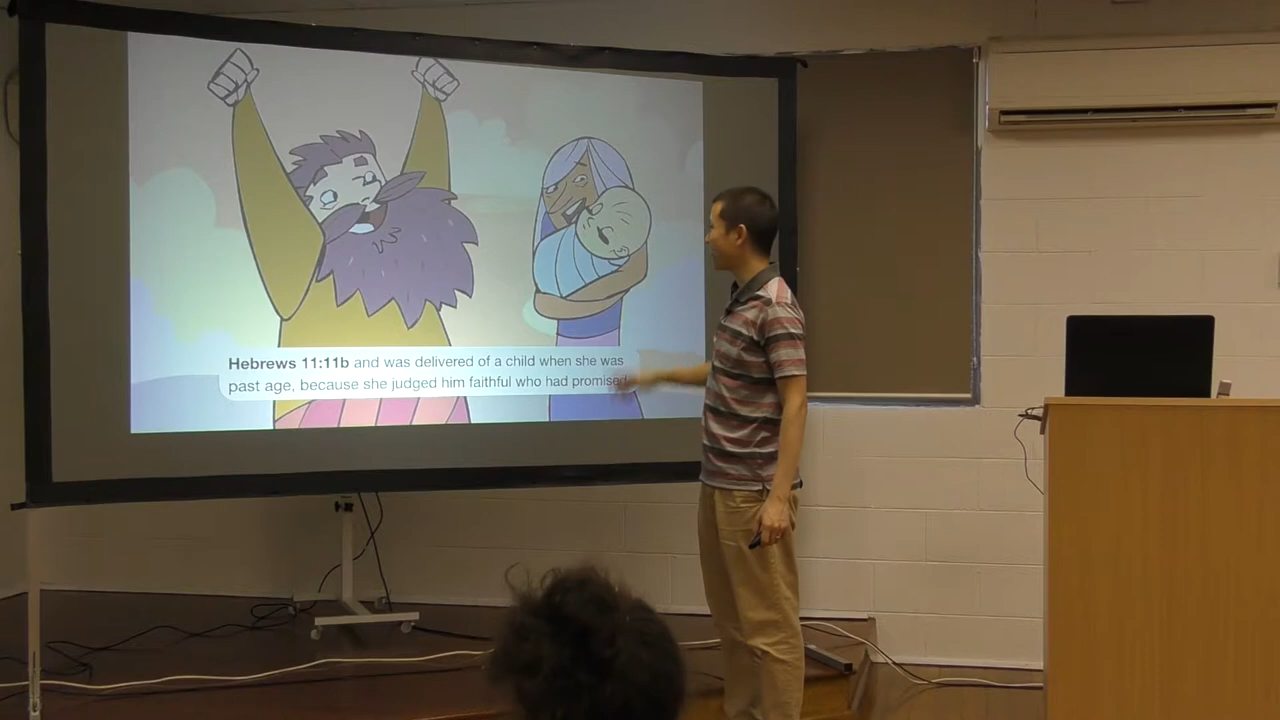 Hebrews 11:11b and was delivered of a child when she was
past age, because she judged him faithful who had promised